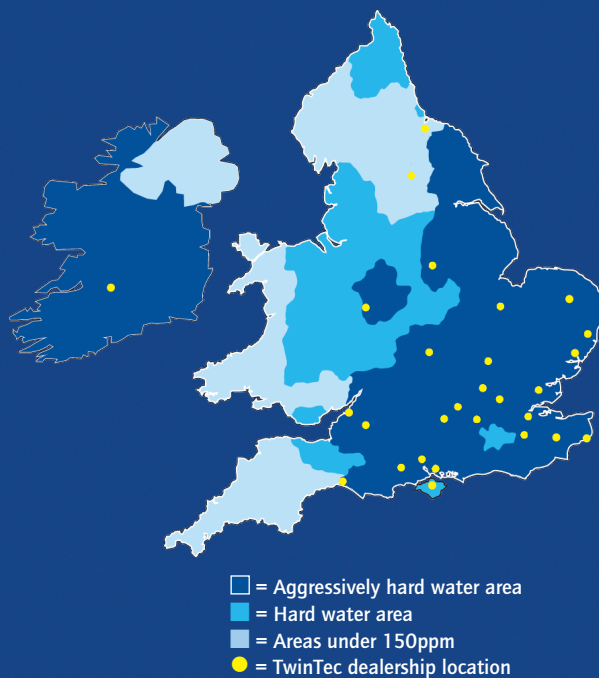 = Aggressively hard water area
= Hard water area
= Areas under 150ppm
= TwinTec dealership location